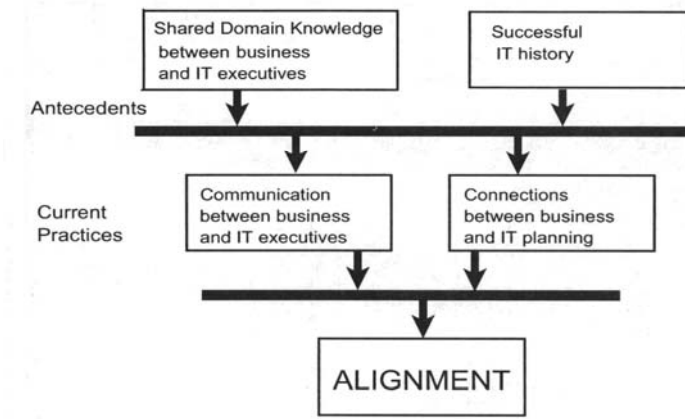 Shared Domain Knowledge
between business
and IT executives
Successful
IT history
Antecedents
Communication
between business
and IT executives
Connections
between business
and IT planning
Current
Practices
ALIGNMENT